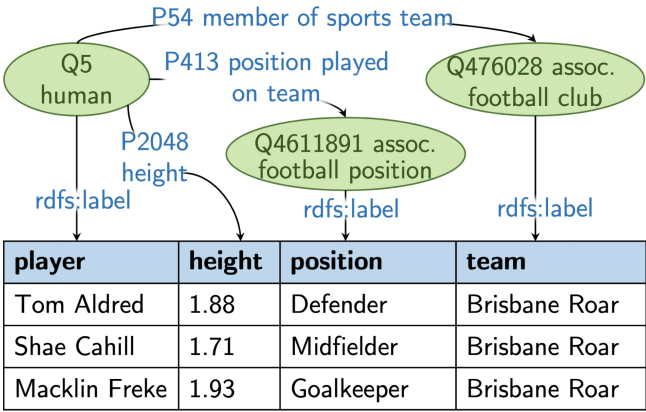 P54 member of sports team
Q5
human
P413 position played
on team
Q476028 assoc.
football club
P2048
height
Q4611891 assoc.
football position
rdfs:label
rdfs:label
rdfs:label
player height position team
Tom Aldred 1.88 Defender Brisbane Roar
Shae Cahill 1.71 Midfielder Brisbane Roar
Macklin Freke 1.93 Goalkeeper Brisbane Roar